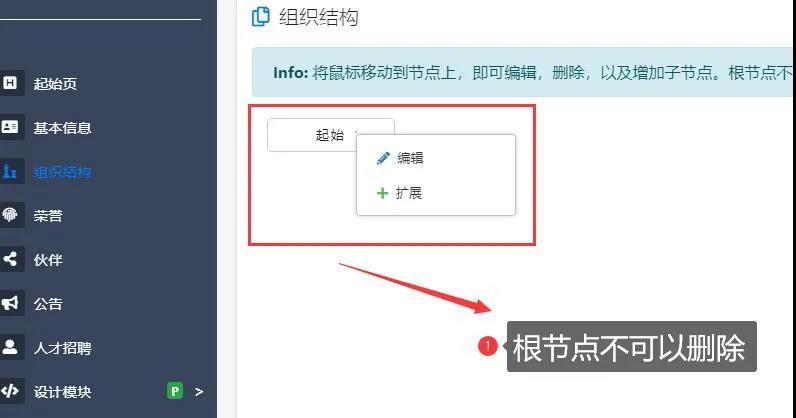 组织结构
Info: 将鼠标移动到节点上，即可编辑，删除，以及增加子节点。根节点不
起始页
基本信息
组织结构
荣誉
伙伴
公告
人才招聘
设计模块 P >
起始
编辑
扩展
1 根节点不可以删除